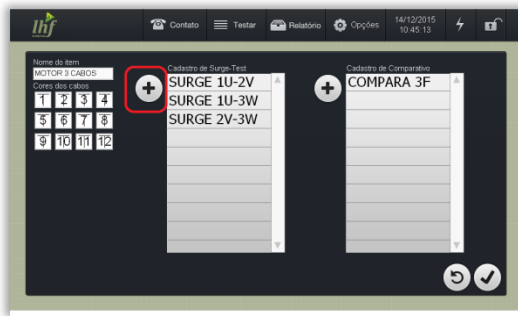 lhf
Contato
Testar
Relatório
Opções
14/12/2015
10:45:13
Nome do item
MOTOR 3 CABOS
Cores dos cabos
1 2 3 4
5 6 7 8
9 10 11 12
Cadastro de Surge-Test
SURGE 1U-2V
SURGE 1U-3W
SURGE 2V-3W
Cadastro de Comparativo
COMPARA 3F